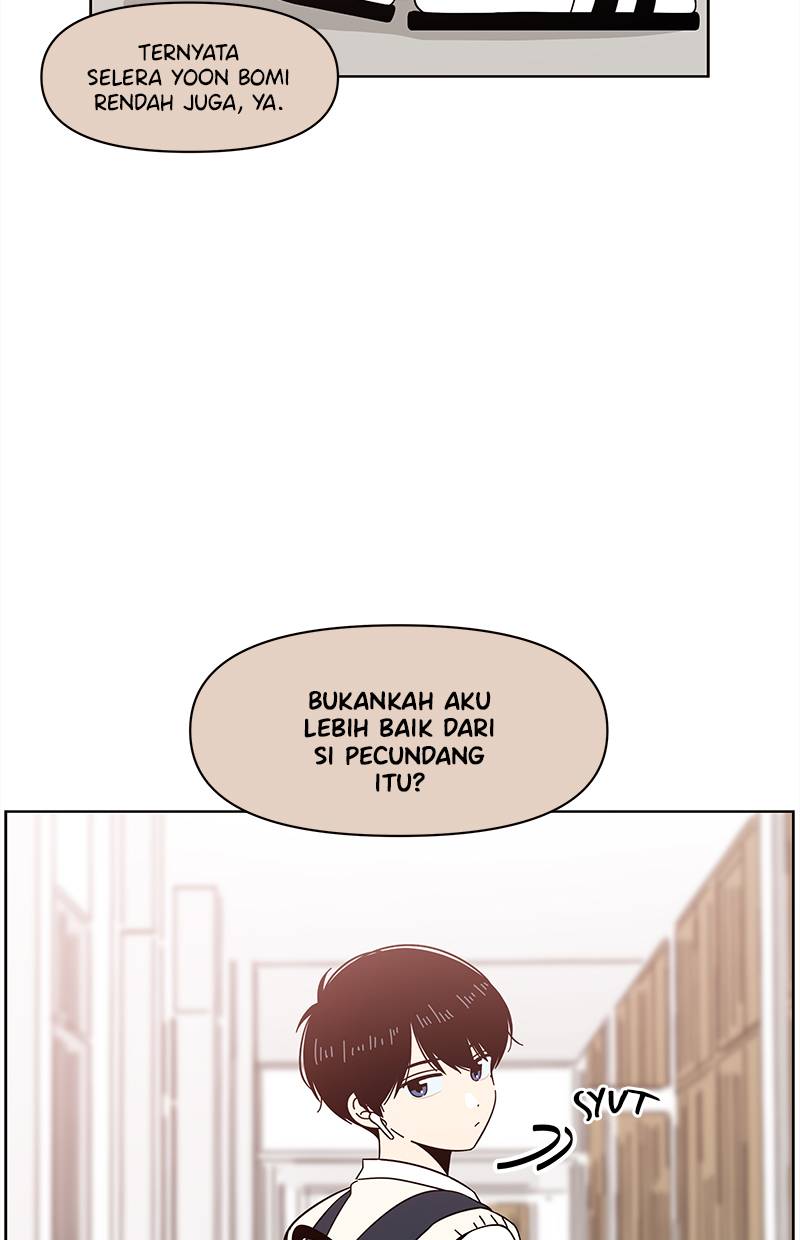 TERNYATA
SELERA YOON BOMI
RENDAH JUGA, YA.
BUKANKAH AKU
LEBIH BAIK DARI
SI PECUNDANG
ITU?
SYUT